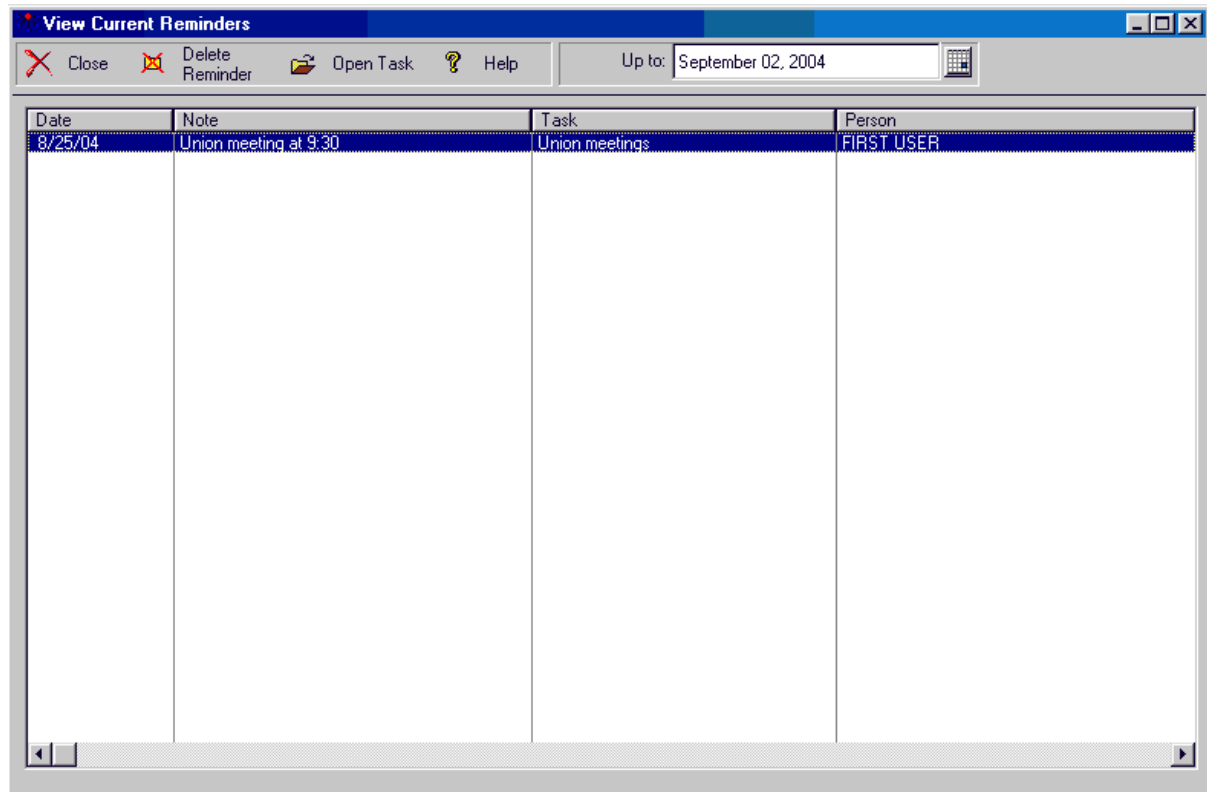 View Current Reminders
Close
Delete
Reminder
Open Task
Help
Up to: September 02, 2004
Date Note Task Person
8/25/04 Union meeting at 9:30 Union meetings FIRST USER